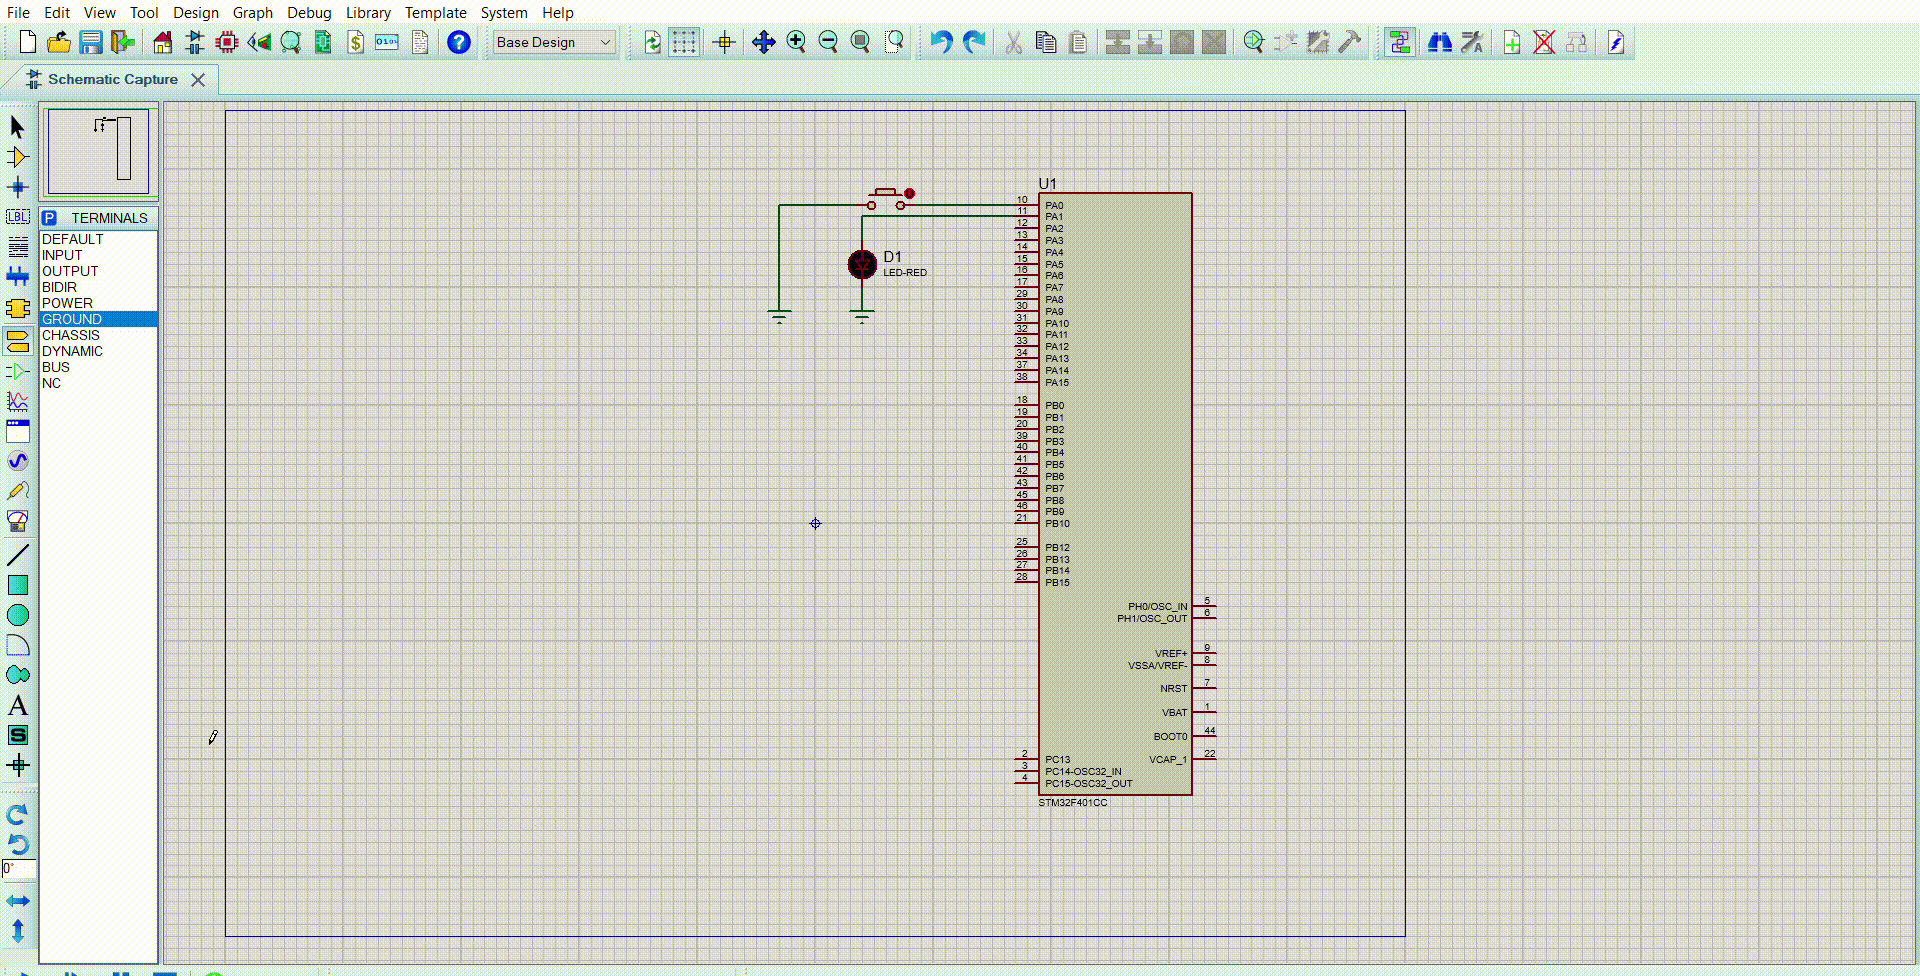 File Edit View Tool Design Graph Debug Library Template System Help
Base Design
Schematic Capture
LBL
P TERMINALS
DEFAULT
INPUT
OUTPUT
BIDIR
POWER
GROUND
CHASSIS
DYNAMIC
BUS
NC
A
S
0°
D1
LED-RED
U1
10 PA0
11 PA1
12 PA2
13 PA3
14 PA4
15 PA5
16 PA6
17 PA7
29 PA8
30 PA9
31 PA10
32 PA11
33 PA12
34 PA13
37 PA14
38 PA15
18 PB0
19 PB1
20 PB2
39 PB3
40 PB4
41 PB5
42 PB6
43 PB7
45 PB8
46 PB9
21 PB10
25 PB12
26 PB13
27 PB14
28 PB15
PH0/OSC_IN 5
PH1/OSC_OUT 6
VREF+ 9
VSSA/VREF- 8
NRST 7
VBAT 1
BOOT0 44
2 PC13 VCAP_1 22
3 PC14-OSC32_IN
4 PC15-OSC32_OUT
STM32F401CC